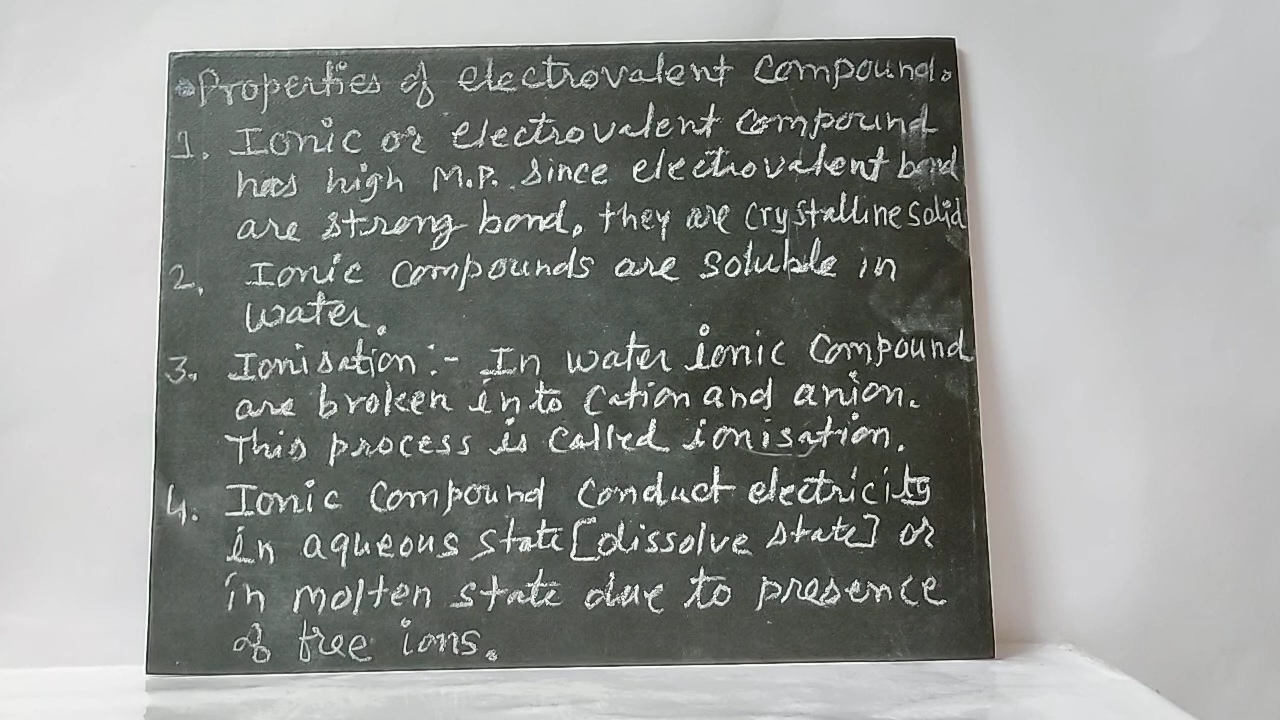 Properties of electrovalent Compound.
1. Ionic or electrovalent compound
has high M.P. Since electrovalent bond
are strong bond, they are crystalline solid
2. Ionic compounds are soluble in
water.
3. Ionisation:- In water ionic compound
are broken into cation and anion.
This process is called ionisation.
4. Ionic compound conduct electricity
in aqueous state [dissolve state] or
in molten state due to presence
of free ions.